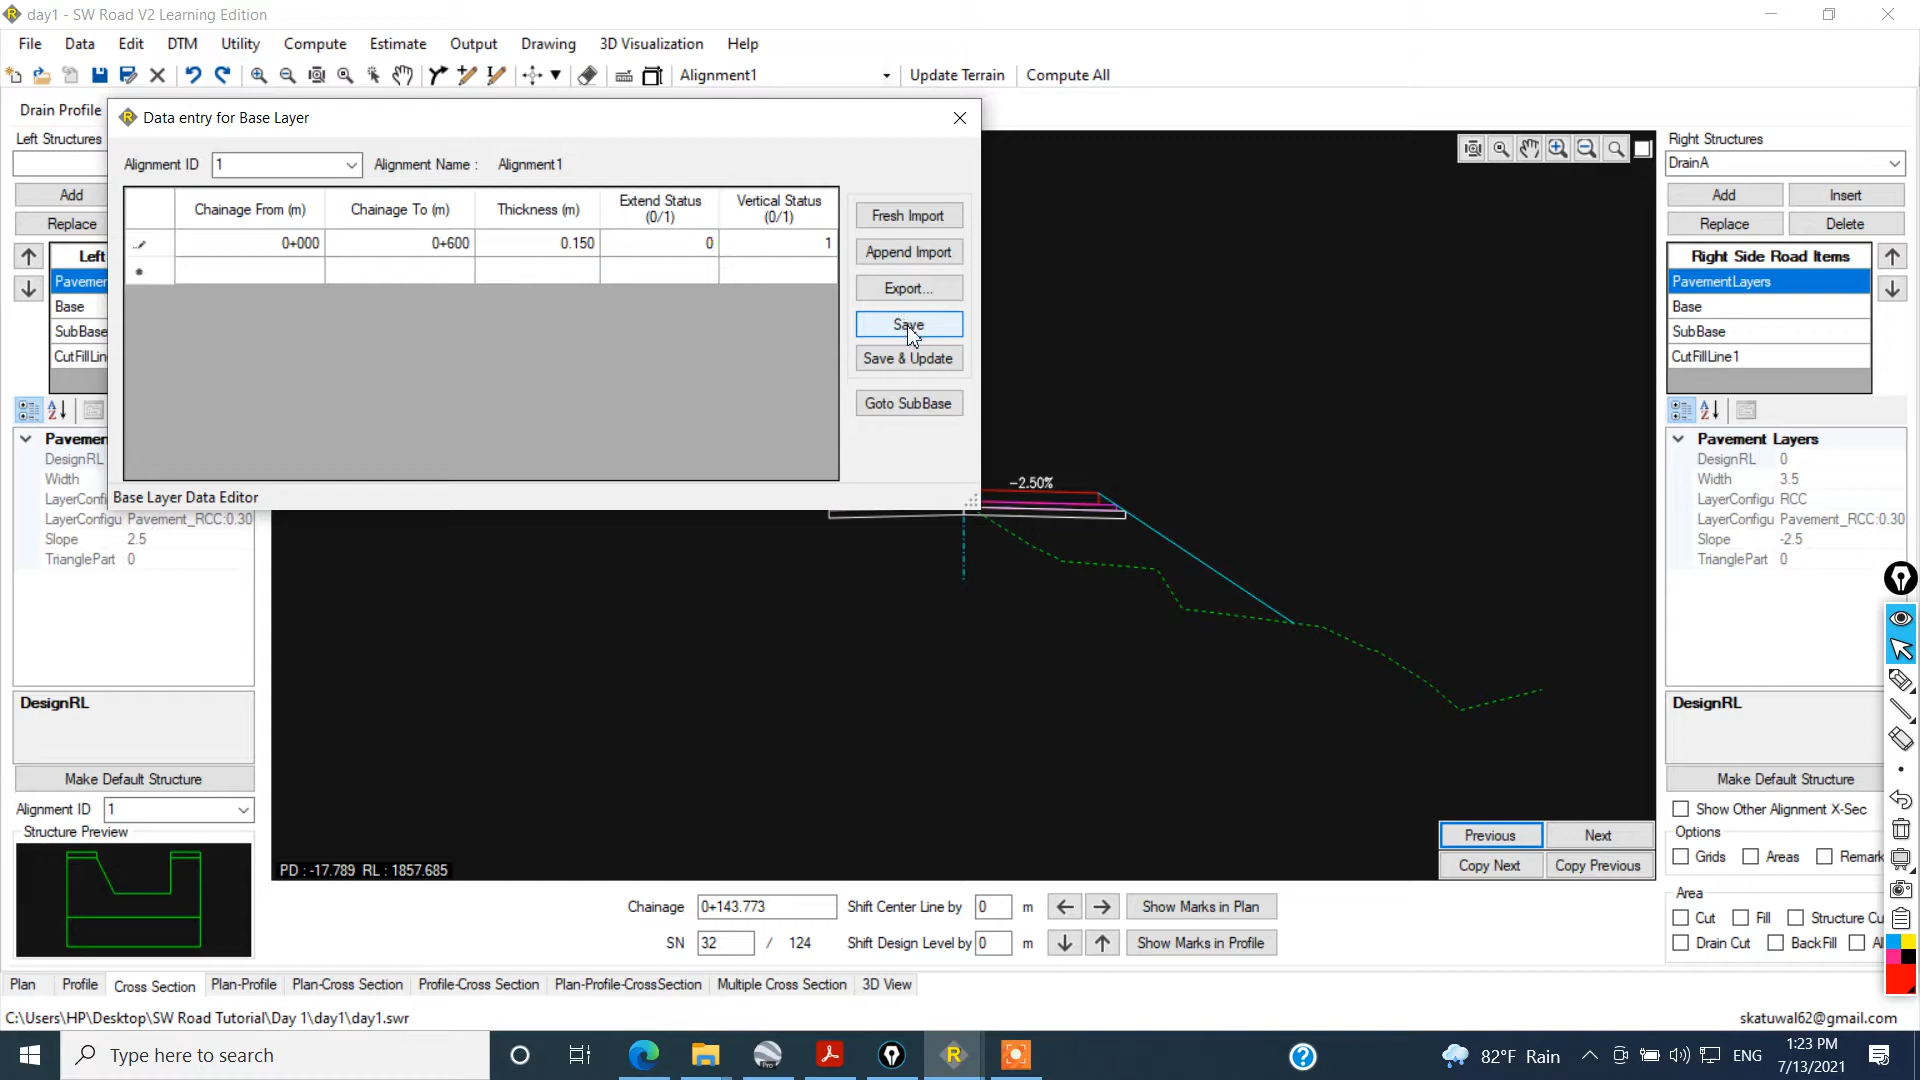 day1 - SW Road V2 Learning Edition
File Data Edit DTM Utility Compute Estimate Output Drawing 3D Visualization Help
Alignment1 Update Terrain Compute All
Drain Profile
Data entry for Base Layer
Left Structures
Right Structures
Alignment ID 1 Alignment Name : Alignment1
DrainA
Chainage From (m) Chainage To (m) Thickness (m) Extend Status (0/1) Vertical Status (0/1)
0+000 0+600 0.150 0 1
Fresh Import
Append Import
Export...
Save
Save & Update
Goto SubBase
Base Layer Data Editor
Add
Replace
Left
Pavemen
Base
SubBase
CutFillLin
Add Insert
Replace Delete
Right Side Road Items
PavementLayers
Base
SubBase
CutFillLine1
Pavemen
DesignRL
Width
LayerConfigu
LayerConfigu Pavement_RCC:0.30
Slope 2.5
TrianglePart 0
Pavement Layers
DesignRL 0
Width 3.5
LayerConfigu RCC
LayerConfigu Pavement_RCC:0.30
Slope -2.5
TrianglePart 0
-2.50%
DesignRL
DesignRL
Make Default Structure
Make Default Structure
Alignment ID 1
Structure Preview
Show Other Alignment X-Sec
Options
Grids Areas Remark
Area
Cut Fill Structure Cu
Drain Cut BackFill Al
Previous Next
Copy Next Copy Previous
PD : -17.789 RL : 1857.685
Chainage 0+143.773 Shift Center Line by 0 m Show Marks in Plan
SN 32 / 124 Shift Design Level by 0 m Show Marks in Profile
Plan Profile Cross Section Plan-Profile Plan-Cross Section Profile-Cross Section Plan-Profile-CrossSection Multiple Cross Section 3D View
C:\Users\HP\Desktop\SW Road Tutorial\Day 1\day1\day1.swr
skatuwal62@gmail.com
Type here to search
82°F Rain
ENG
1:23 PM
7/13/2021